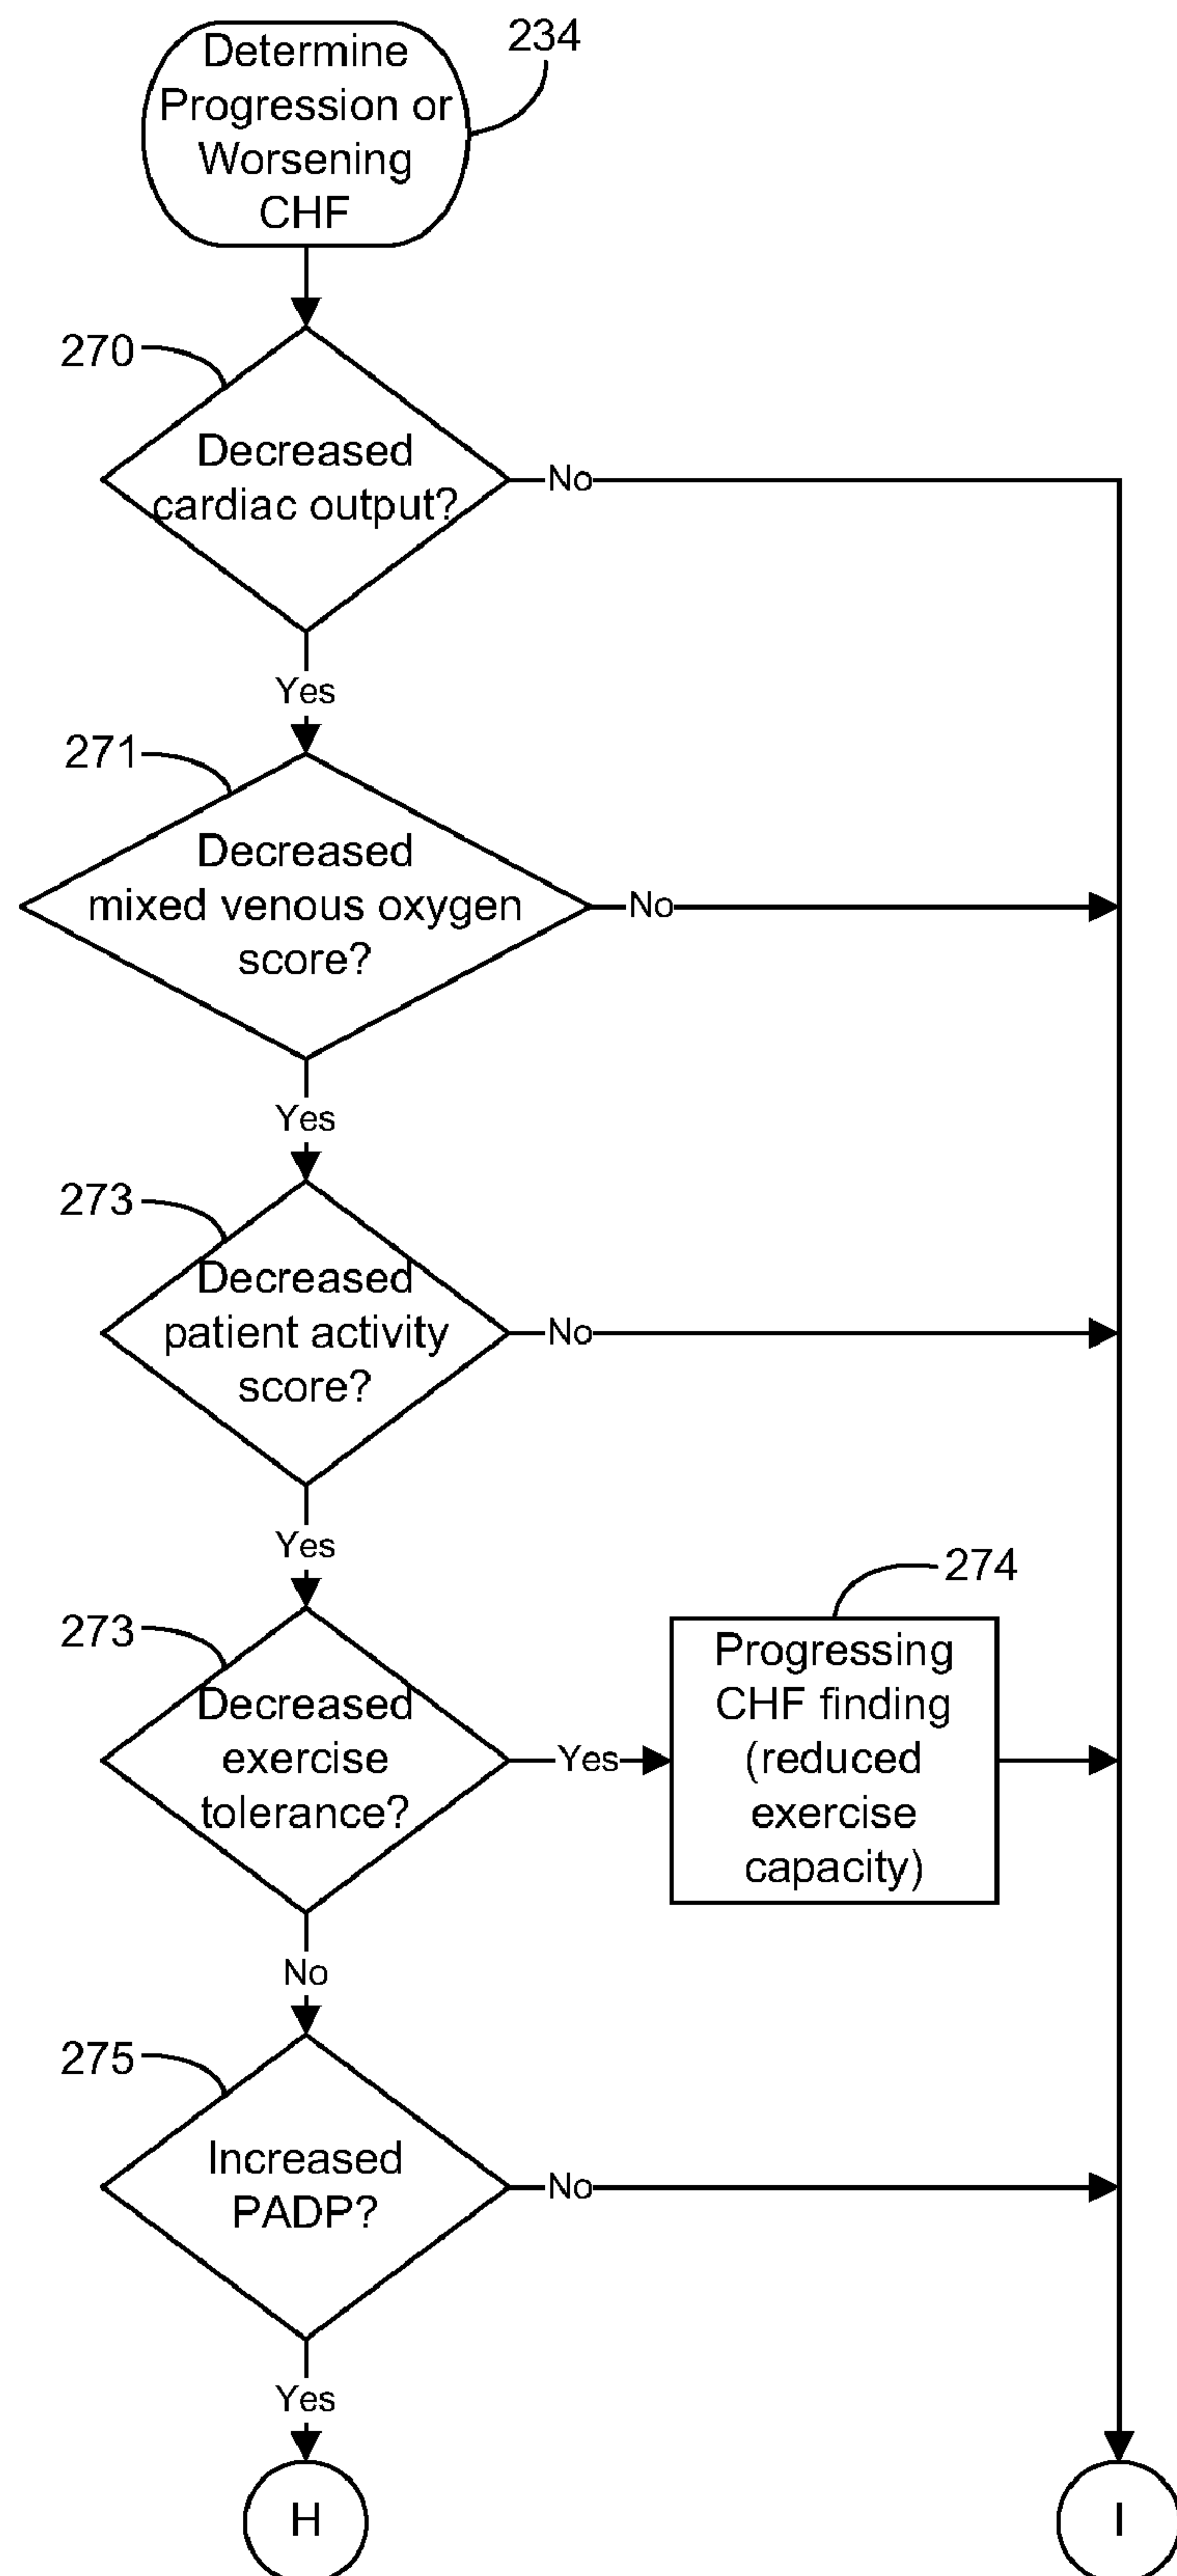 Determine
Progression or
Worsening
CHF
234
270
Decreased
cardiac output?
No
Yes
271
Decreased
mixed venous oxygen
score?
No
Yes
273
Decreased
patient activity
score?
No
Yes
273
Decreased
exercise
tolerance?
Yes
274
Progressing
CHF finding
(reduced
exercise
capacity)
No
275
Increased
PADP?
No
Yes
H
I